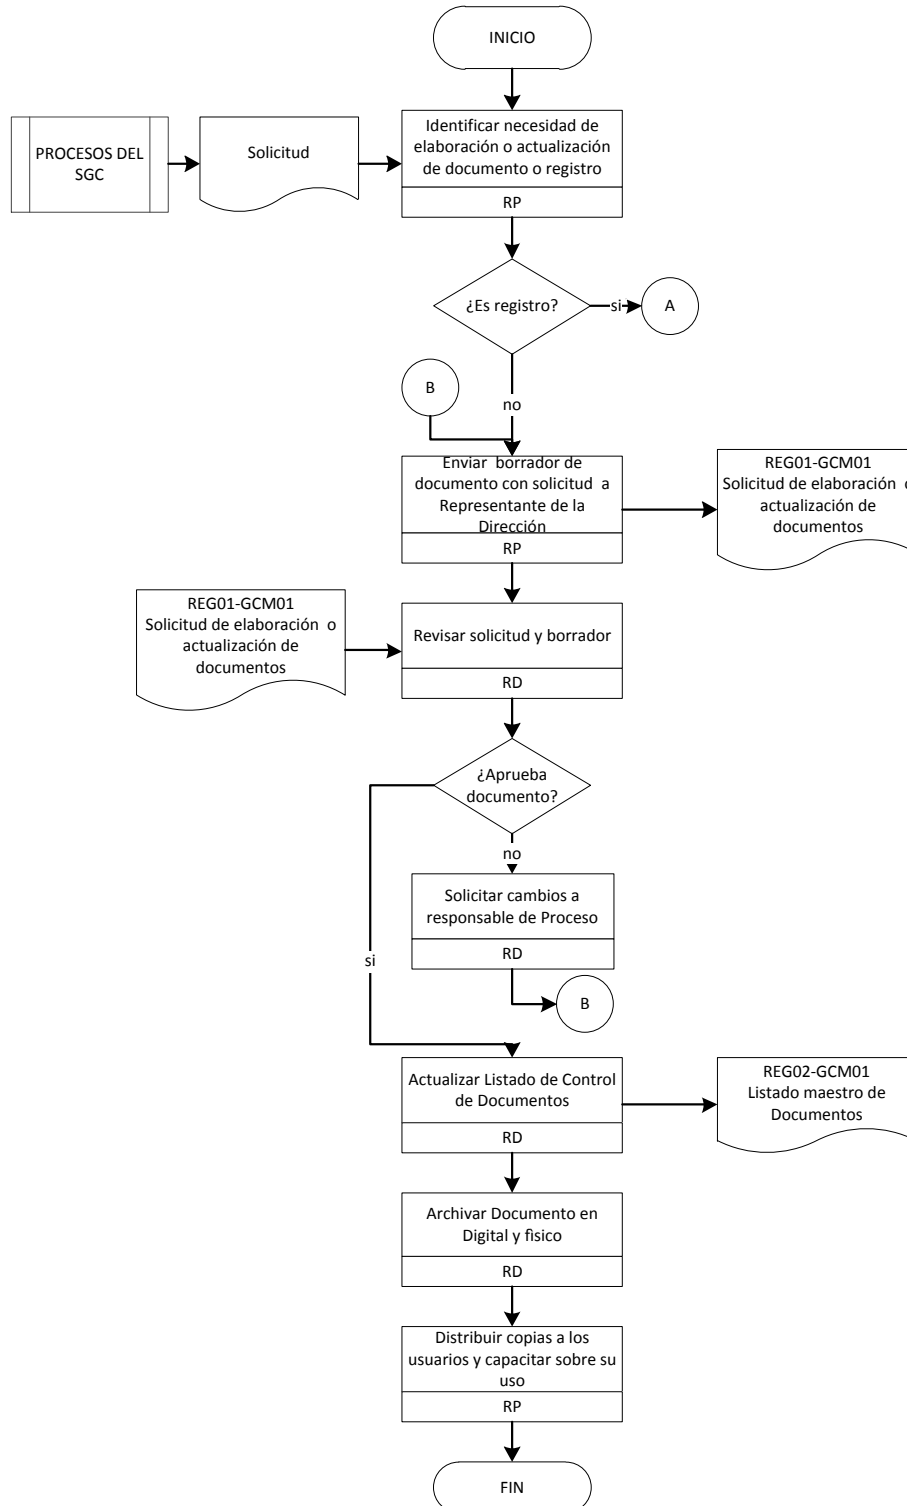 INICIO
PROCESOS DEL
SGC
Solicitud
Identificar necesidad de
elaboración o actualización
de documento o registro
RP
¿Es registro?
si
A
B
no
Enviar borrador de
documento con solicitud a
Representante de la
Dirección
RP
REG01-GCM01
Solicitud de elaboración o
actualización de
documentos
REG01-GCM01
Solicitud de elaboración o
actualización de
documentos
Revisar solicitud y borrador
RD
¿Aprueba
documento?
no
Solicitar cambios a
responsable de Proceso
RD
si
B
Actualizar Listado de Control
de Documentos
RD
REG02-GCM01
Listado maestro de
Documentos
Archivar Documento en
Digital y fisico
RD
Distribuir copias a los
usuarios y capacitar sobre su
uso
RP
FIN